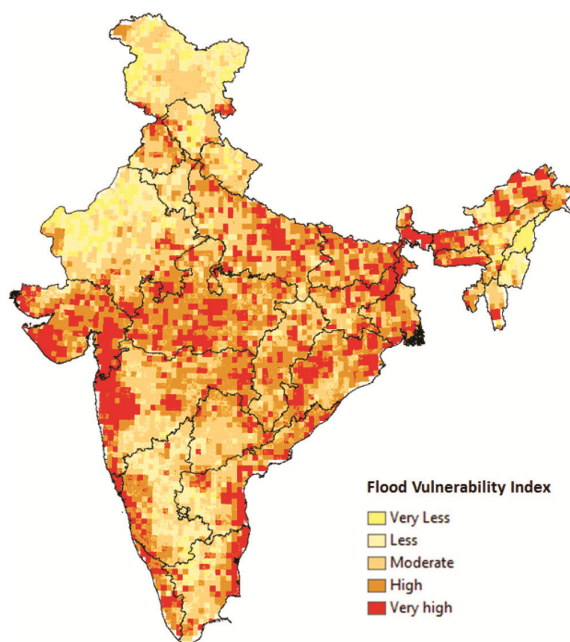 Flood Vulnerability Index
Very Less
Less
Moderate
High
Very high